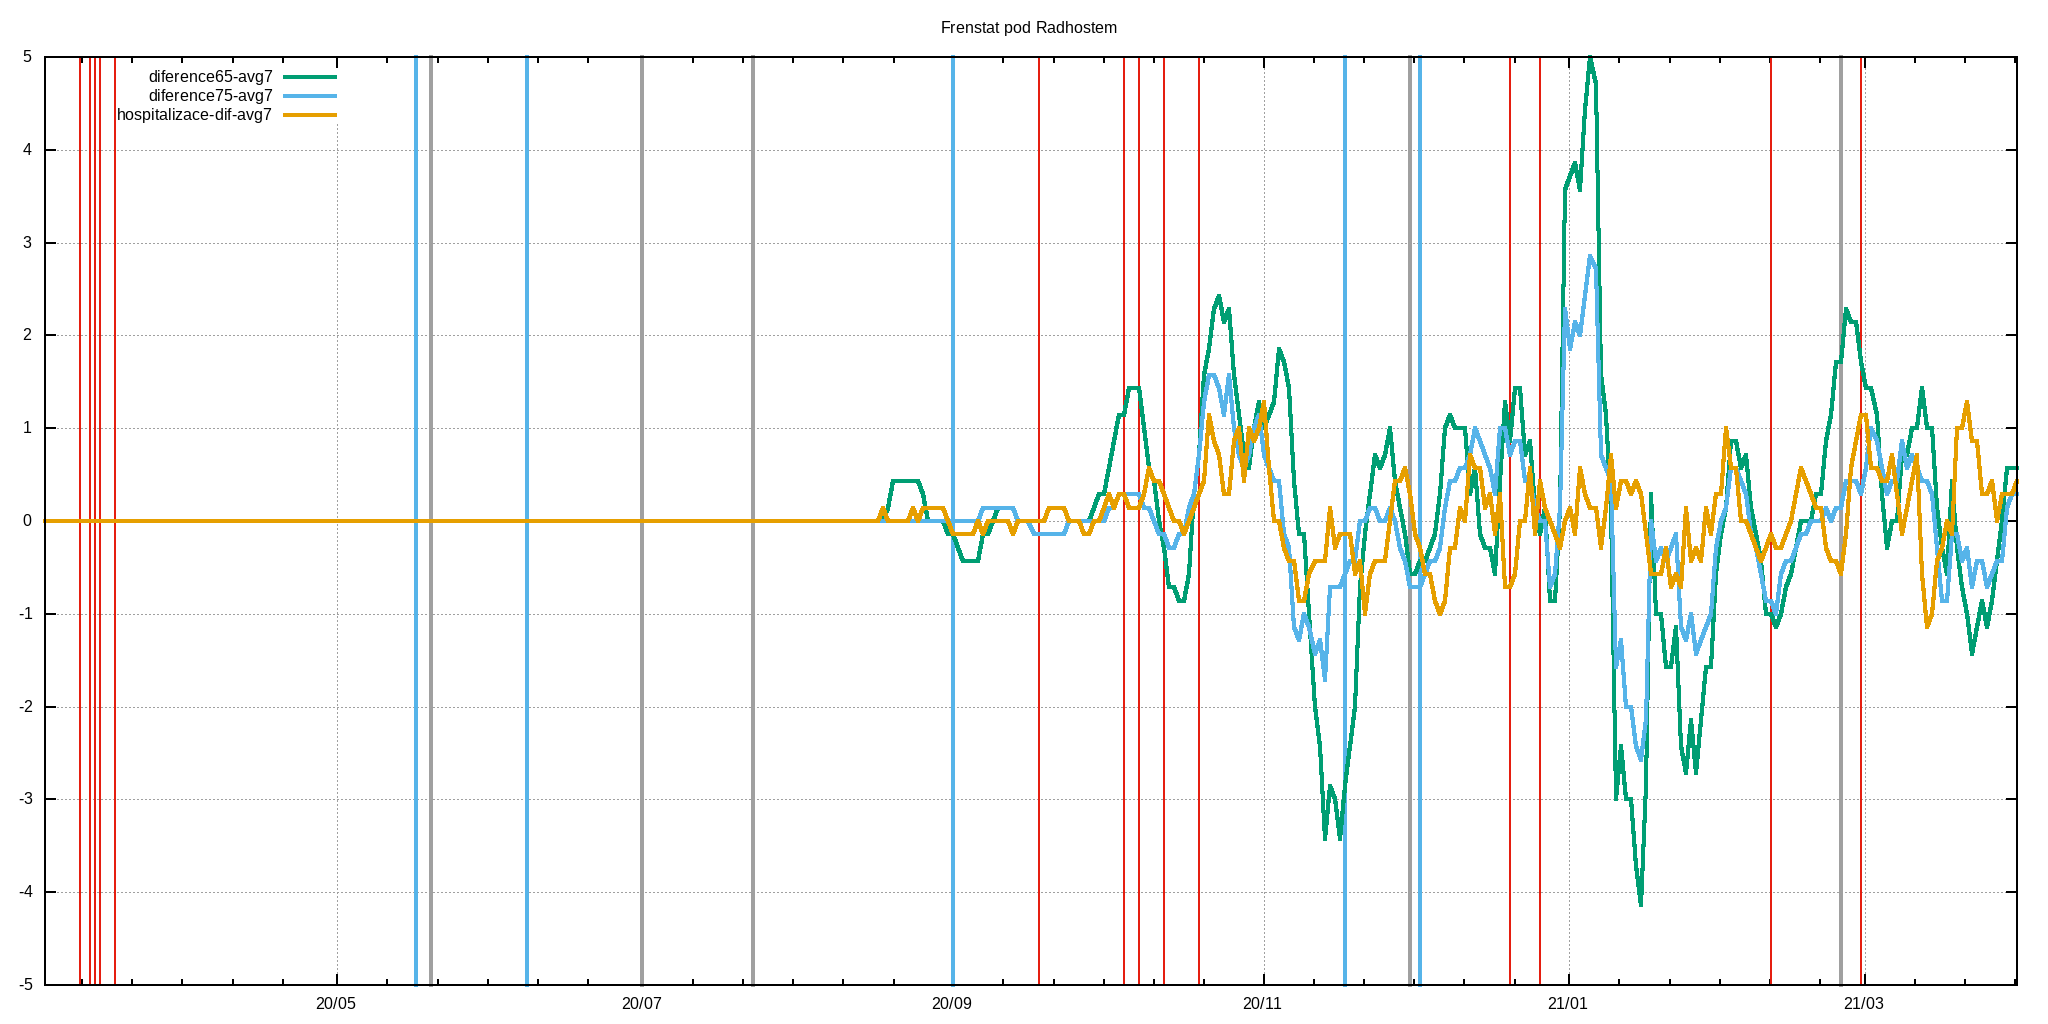 Frenstat pod Radhostem
diference65-avg7
diference75-avg7
hospitalizace-dif-avg7
5
4
3
2
1
0
-1
-2
-3
-4
-5
20/05 20/07 20/09 20/11 21/01 21/03